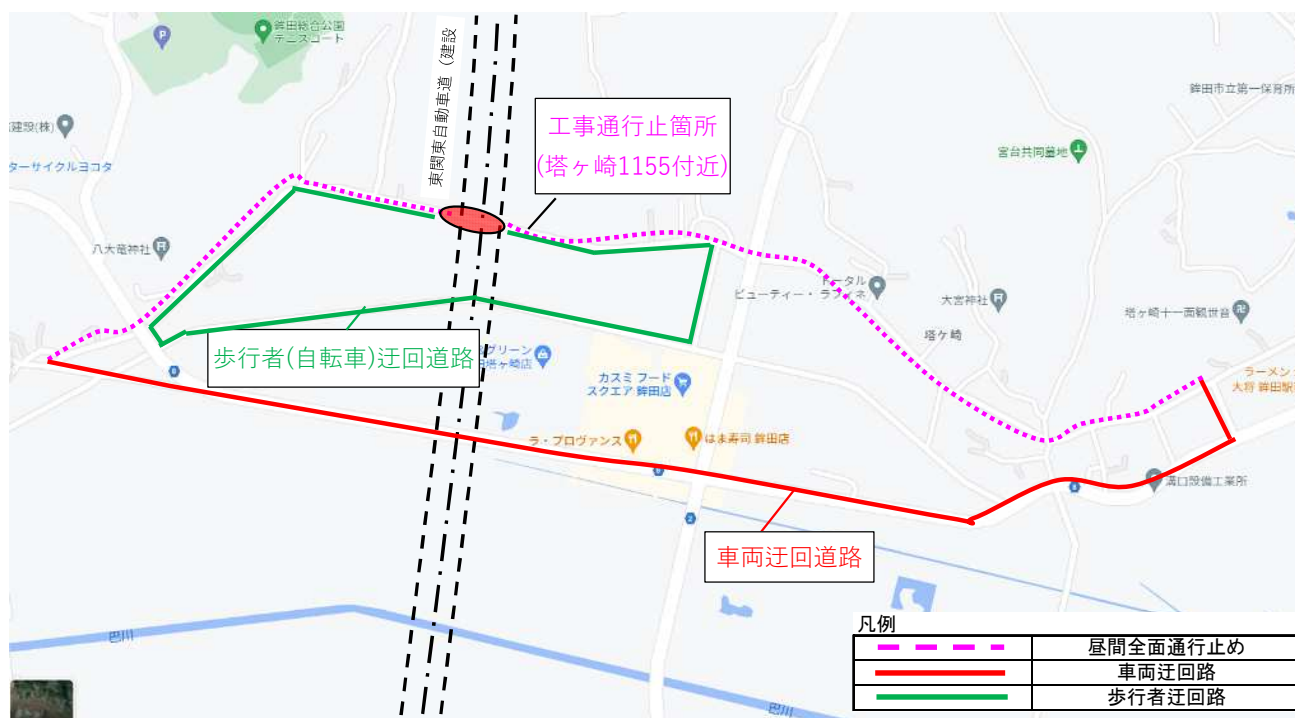 鉾田総合公園
テニスコート
P
東関東自動車道（建設
鉾田市立第一保育所
建設(株)
ターサイクルヨコタ
工事通行止箇所
(塔ヶ崎1155付近)
宮台共同墓地
八大竜神社
トータル
ビューティー・ラフィネ
大宮神社
塔ヶ崎十一面観世音
塔ケ崎
歩行者(自転車)迂回道路
グリーン
塔ヶ崎店
カスミ フード
スクエア 鉾田店
ラーメン
大将 鉾田駅
ラ・プロヴァンス
はま寿司 鉾田店
溝口設備工業所
車両迂回道路
巴川
巴川
凡例
昼間全面通行止め
車両迂回路
歩行者迂回路